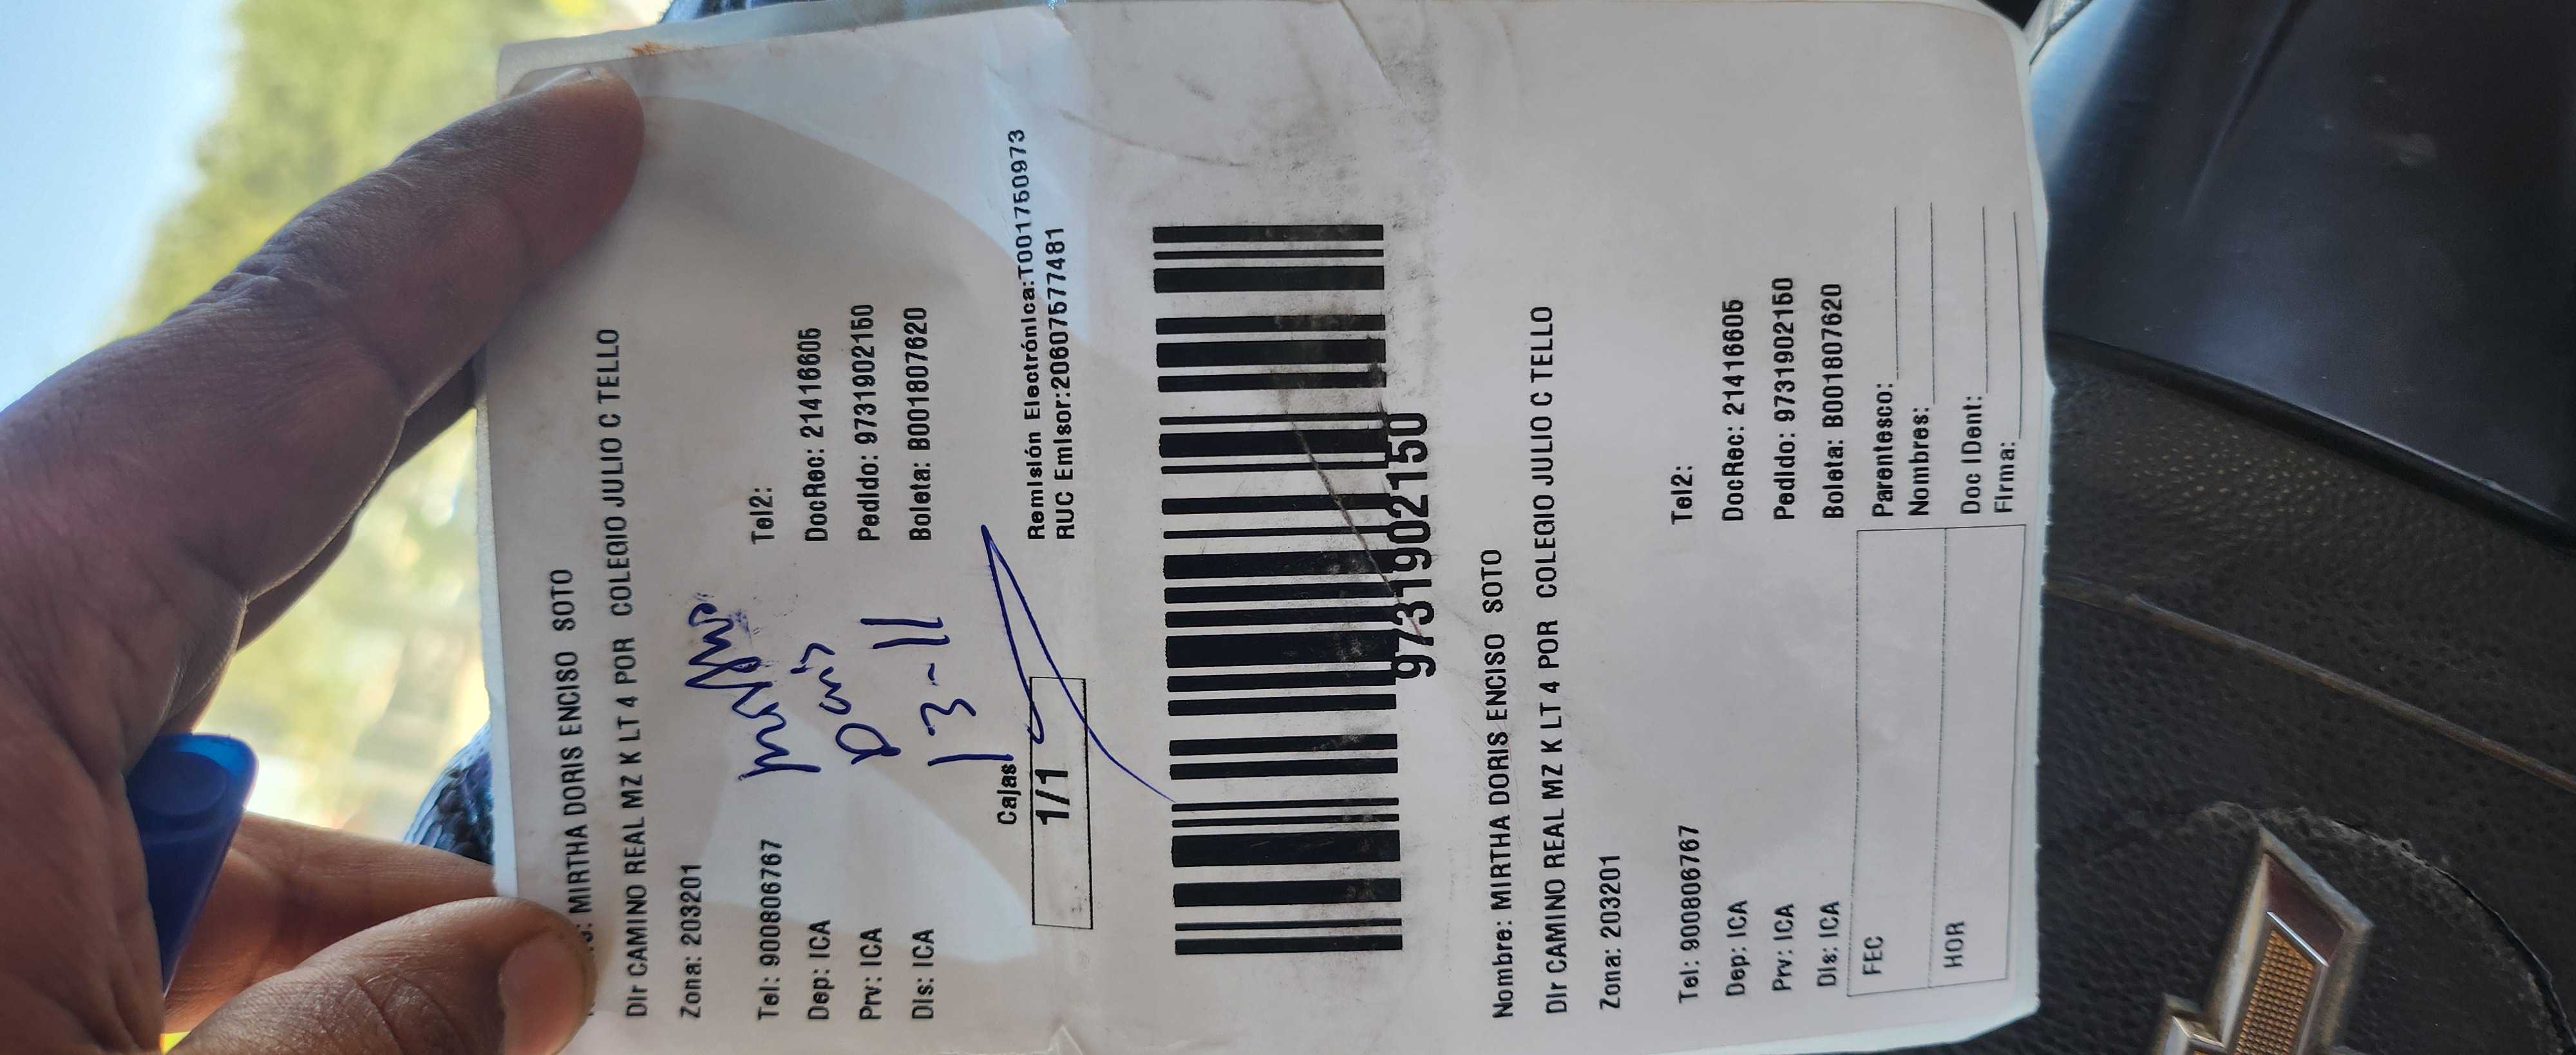 : MIRTHA DORIS ENCISO SOTO
Dir CAMINO REAL MZ K LT 4 POR COLEGIO JULIO C TELLO
Zona: 203201
Tel: 900806767 Tel2:
Dep: ICA DocRec: 21416605
Prv: ICA Pedido: 9731902150
Dis: ICA Boleta: B001807620
13-11
Cajas
1/1
Remisión Electrónica:T001750973
RUC Emisor:20607577481
9731902150
Nombre: MIRTHA DORIS ENCISO SOTO
Dir CAMINO REAL MZ K LT 4 POR COLEGIO JULIO C TELLO
Zona: 203201
Tel: 900806767 Tel2:
Dep: ICA DocRec: 21416605
Prv: ICA Pedido: 9731902150
Dis: ICA Boleta: B001807620
FEC Parentesco:
Nombres:
HOR Doc IDent:
Firma: